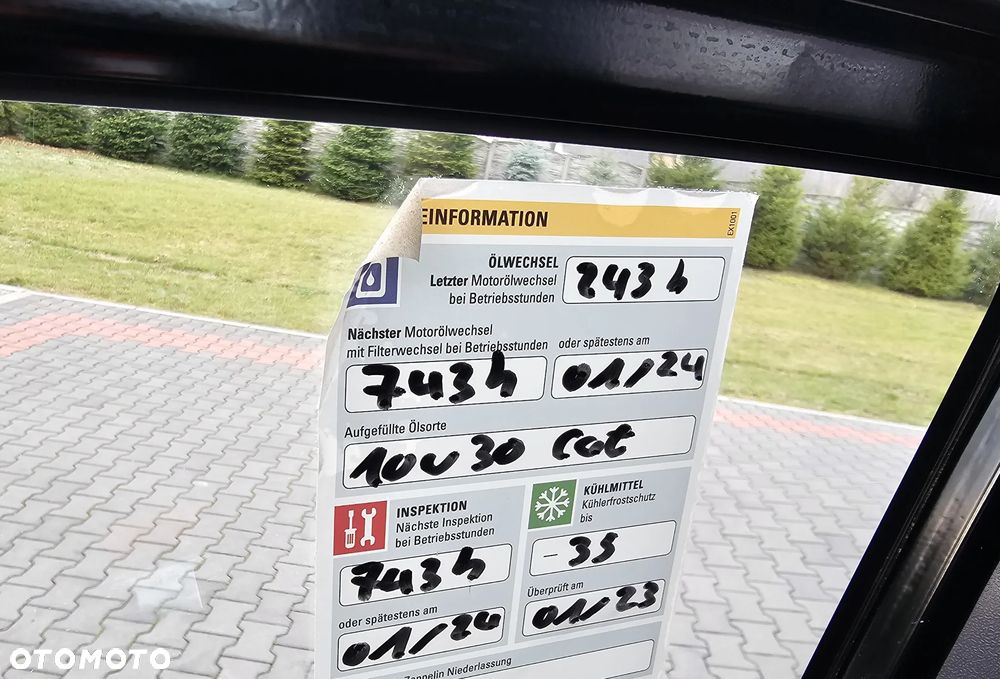 EINFORMATION
EX1001
ÖLWECHSEL
Letzter Motorölwechsel
bei Betriebsstunden
243 h
Nächster Motorölwechsel
mit Filterwechsel bei Betriebsstunden
743 h
oder spätestens am
01/24
Aufgefüllte Ölsorte
10W30 Cat
INSPEKTION
Nächste Inspektion
bei Betriebsstunden
743 h
oder spätestens am
01/24
KÜHLMITTEL
Kühlerfrostschutz
bis
- 35
Überprüft am
01/23
Zeppelin Niederlassung
OTOMOTO